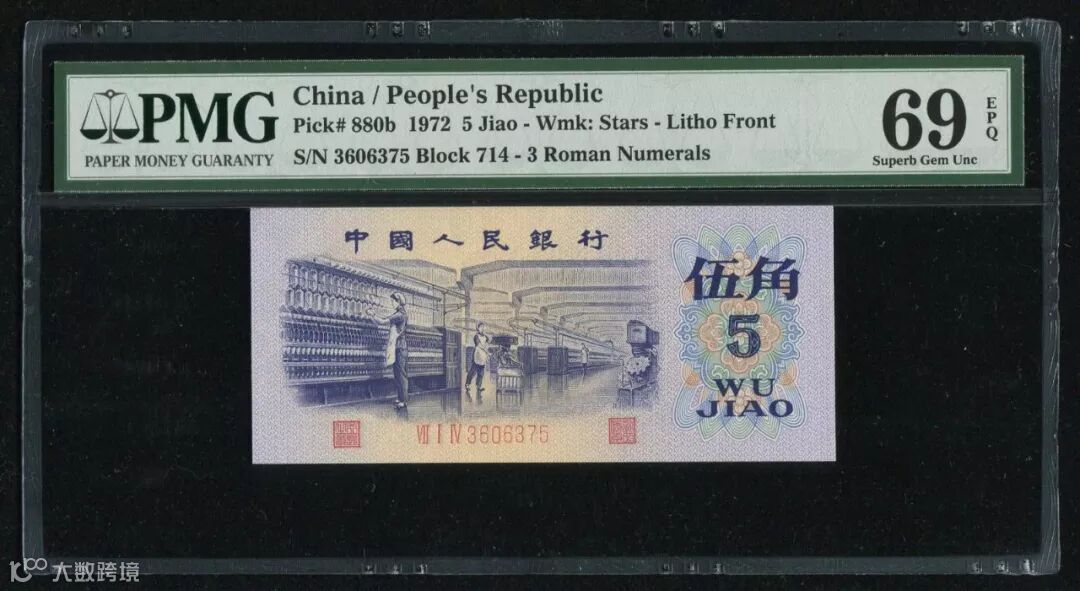 PMG
PAPER MONEY GUARANTY
China / People's Republic
Pick# 880b 1972 5 Jiao - Wmk: Stars - Litho Front
S/N 3606375 Block 714 - 3 Roman Numerals
69
EPQ
Superb Gem Unc
中國人民銀行
伍角
5
WU
JIAO
Ⅶ Ⅰ Ⅳ 3606375
大数跨境